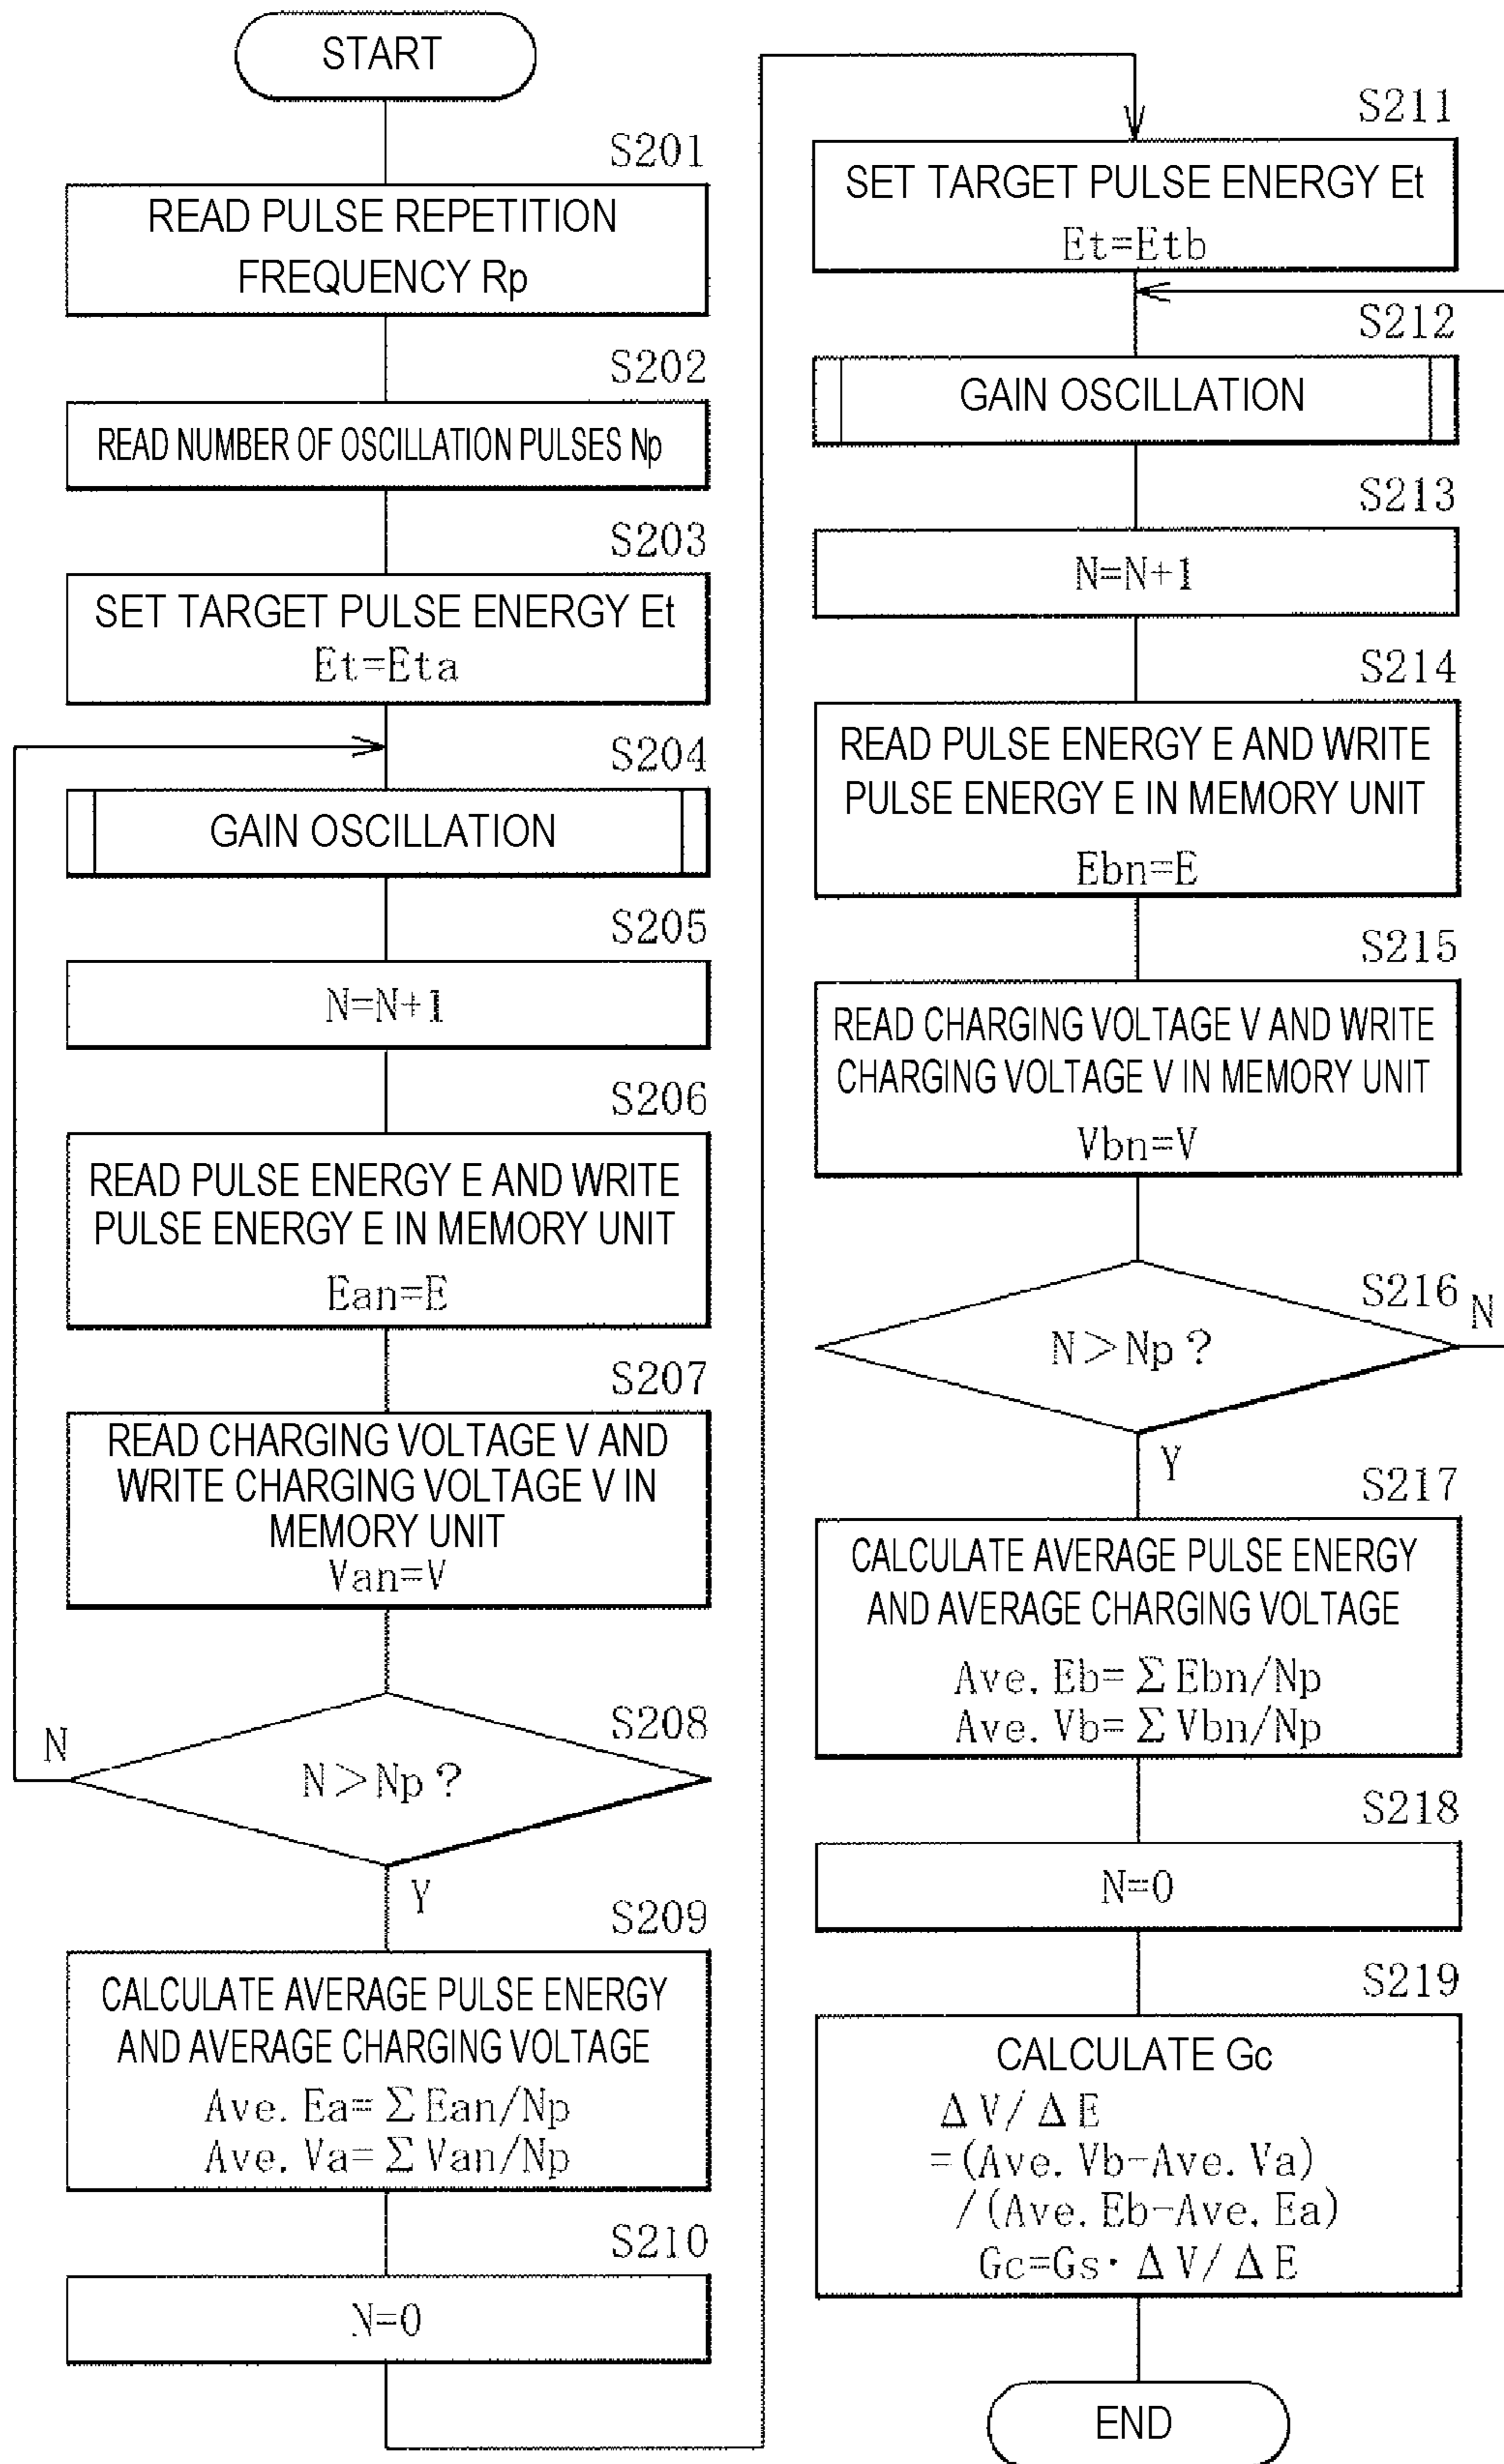 START
S201
READ PULSE REPETITION
FREQUENCY Rp
S202
READ NUMBER OF OSCILLATION PULSES Np
S203
SET TARGET PULSE ENERGY Et
Et=Eta
S204
GAIN OSCILLATION
S205
N=N+1
S206
READ PULSE ENERGY E AND WRITE
PULSE ENERGY E IN MEMORY UNIT
Ean=E
S207
READ CHARGING VOLTAGE V AND
WRITE CHARGING VOLTAGE V IN
MEMORY UNIT
Van=V
S208
N
N＞Np？
Y
S209
CALCULATE AVERAGE PULSE ENERGY
AND AVERAGE CHARGING VOLTAGE
Ave. Ea=ΣEan/Np
Ave. Va=ΣVan/Np
S210
N=0
S211
SET TARGET PULSE ENERGY Et
Et=Etb
S212
GAIN OSCILLATION
S213
N=N+1
S214
READ PULSE ENERGY E AND WRITE
PULSE ENERGY E IN MEMORY UNIT
Ebn=E
S215
READ CHARGING VOLTAGE V AND WRITE
CHARGING VOLTAGE V IN MEMORY UNIT
Vbn=V
S216
N
N＞Np？
Y
S217
CALCULATE AVERAGE PULSE ENERGY
AND AVERAGE CHARGING VOLTAGE
Ave. Eb=ΣEbn/Np
Ave. Vb=ΣVbn/Np
S218
N=0
S219
CALCULATE Gc
ΔV/ΔE
=(Ave. Vb-Ave. Va)
/(Ave. Eb-Ave. Ea)
Gc=Gs·ΔV/ΔE
END